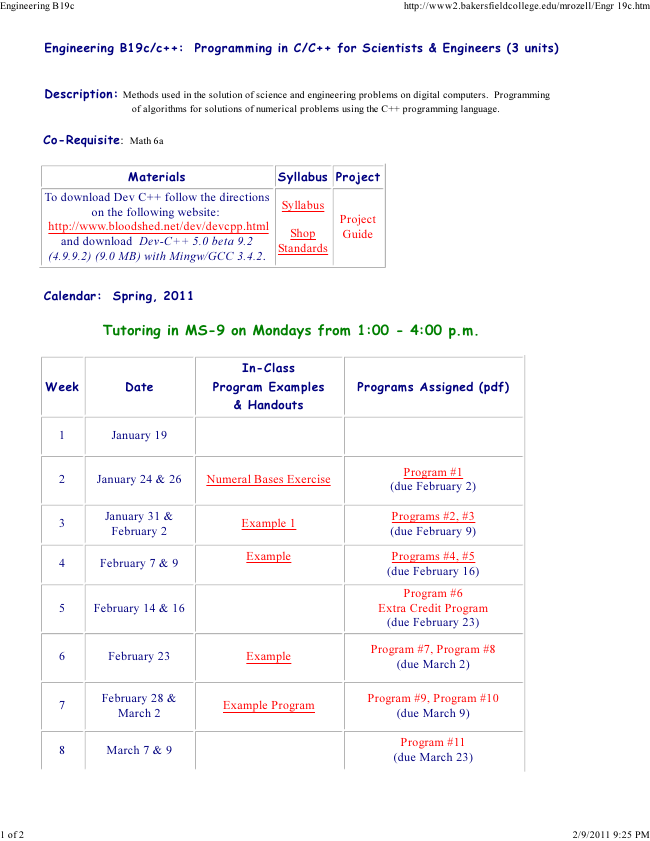 Engineering B19c
http://www2.bakersfieldcollege.edu/mrozell/Engr 19c.htm
Engineering B19c/c++:  Programming in C/C++ for Scientists & Engineers (3 units)
Description: Methods used in the solution of science and engineering problems on digital computers.  Programming
of algorithms for solutions of numerical problems using the C++ programming language.
Co-Requisite:  Math 6a
Materials Syllabus Project
To download Dev C++ follow the directions
on the following website:
http://www.bloodshed.net/dev/devcpp.html
and download  Dev-C++ 5.0 beta 9.2
(4.9.9.2) (9.0 MB) with Mingw/GCC 3.4.2.
Syllabus
Shop
Standards
Project
Guide
Calendar:  Spring, 2011
Tutoring in MS-9 on Mondays from 1:00 - 4:00 p.m.
Week
Date
In-Class
Program Examples
& Handouts
Programs Assigned (pdf)
1
January 19
2
January 24 & 26
Numeral Bases Exercise
Program #1
(due February 2)
3
January 31 &
February 2
Example 1
Programs #2, #3
(due February 9)
4
February 7 & 9
Example
Programs #4, #5
(due February 16)
5
February 14 & 16
Program #6
Extra Credit Program
(due February 23)
6
February 23
Example
Program #7, Program #8
(due March 2)
7
February 28 &
March 2
Example Program
Program #9, Program #10
(due March 9)
8
March 7 & 9
Program #11
(due March 23)
1 of 2
2/9/2011 9:25 PM